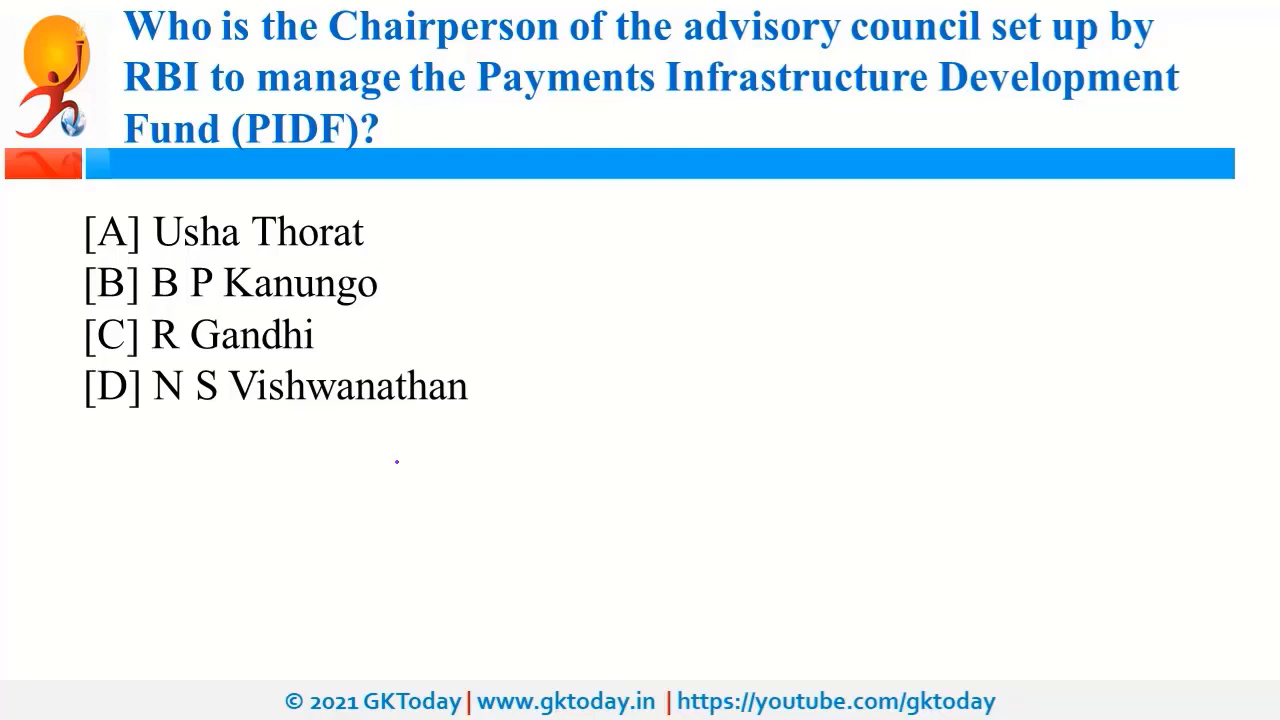 Who is the Chairperson of the advisory council set up by
RBI to manage the Payments Infrastructure Development
Fund (PIDF)?
[A] Usha Thorat
[B] B P Kanungo
[C] R Gandhi
[D] N S Vishwanathan
© 2021 GKToday | www.gktoday.in | https://youtube.com/gktoday